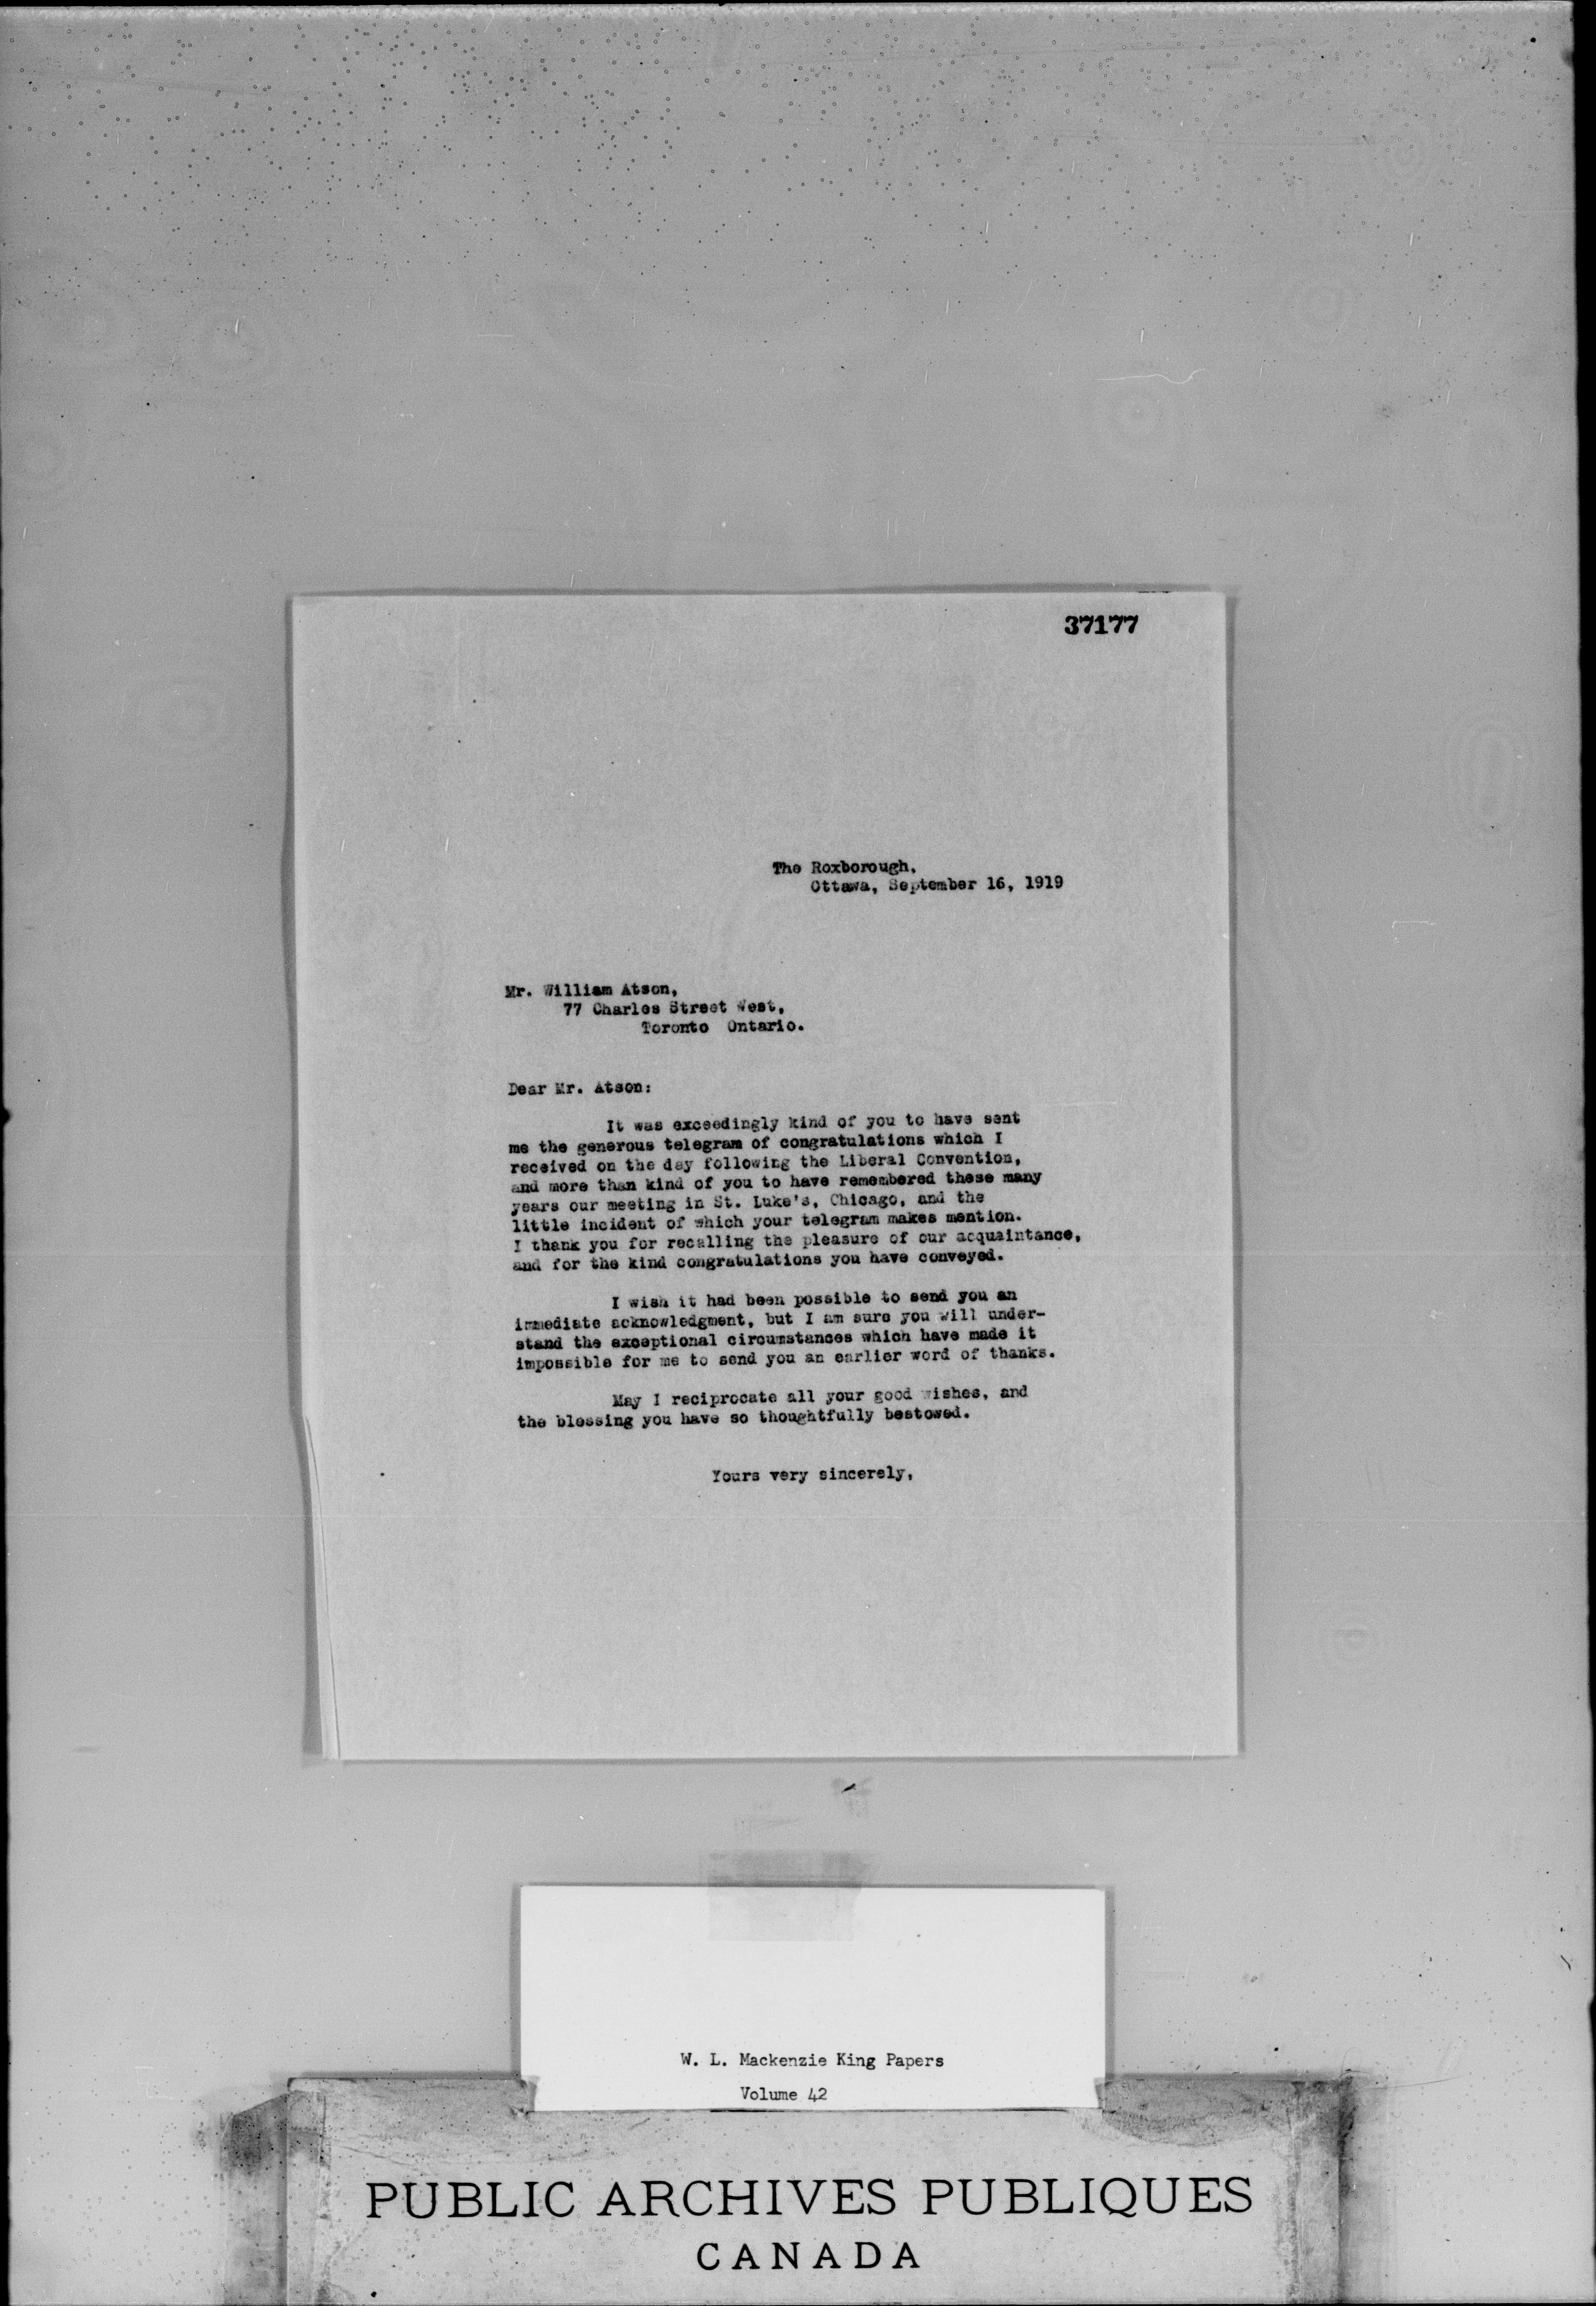 37177
The Roxborough,
Ottawa, September 16, 1919
Mr. William Atson,
77 Charles Street West,
Toronto Ontario.
Dear Mr. Atson:
It was exceedingly kind of you to have sent
me the generous telegram of congratulations which I
received on the day following the Liberal Convention,
and more than kind of you to have remembered these many
years our meeting in St. Luke's, Chicago, and the
little incident of which your telegram makes mention.
I thank you for recalling the pleasure of our acquaintance,
and for the kind congratulations you have conveyed.
I wish it had been possible to send you an
immediate acknowledgment, but I am sure you will under-
stand the exceptional circumstances which have made it
impossible for me to send you an earlier word of thanks.
May I reciprocate all your good wishes, and
the blessing you have so thoughtfully bestowed.
Yours very sincerely,
W. L. Mackenzie King Papers
Volume 42
PUBLIC ARCHIVES PUBLIQUES
CANADA